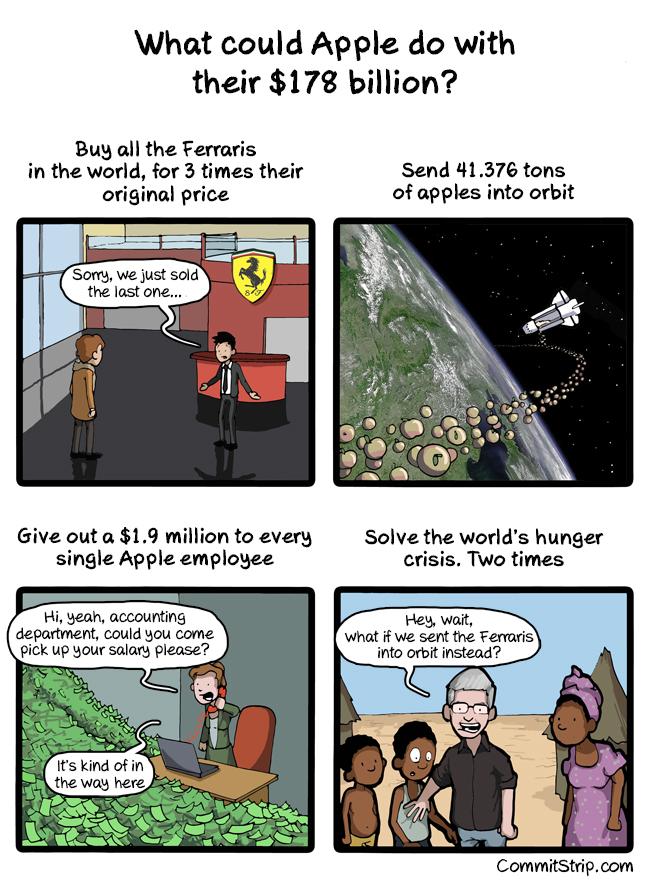 What could Apple do with
their $178 billion?
Buy all the Ferraris
in the world, for 3 times their
original price
Send 41.376 tons
of apples into orbit
Sorry, we just sold
the last one...
Give out a $1.9 million to every
single Apple employee
Solve the world's hunger
crisis. Two times
Hi, yeah, accounting
department, could you come
pick up your salary please?
It's kind of in
the way here
Hey, wait,
what if we sent the Ferraris
into orbit instead?
CommitStrip.com